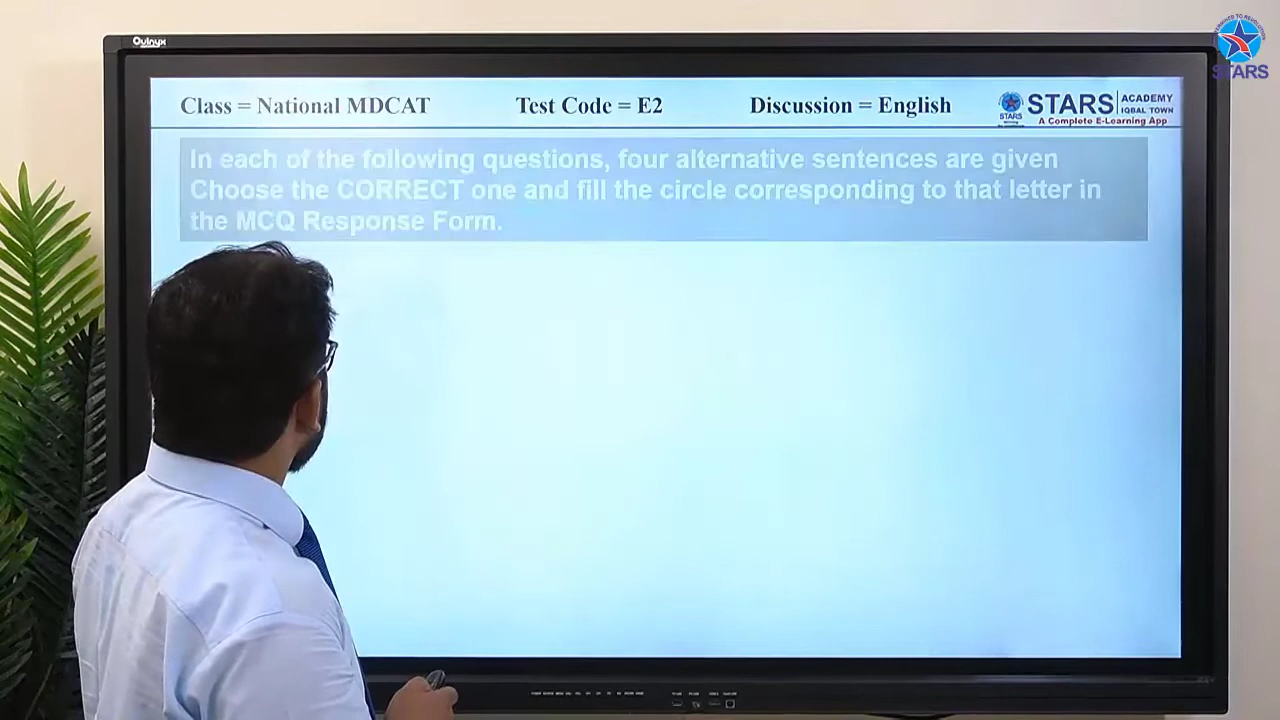 Quinyx
STARS
Class = National MDCAT Test Code = E2 Discussion = English
STARS
STARS ACADEMY
IQBAL TOWN
A Complete E-Learning App
In each of the following questions, four alternative sentences are given
Choose the CORRECT one and fill the circle corresponding to that letter in
the MCQ Response Form.